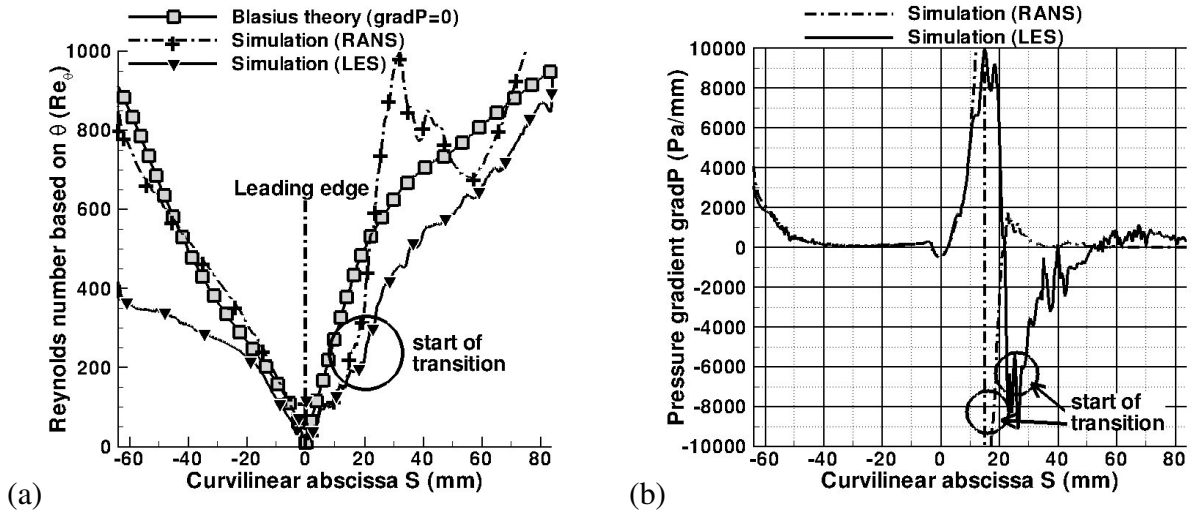 Blasius theory (gradP=0)
Simulation (RANS)
Simulation (LES)
Reynolds number based on θ (Reθ)
1000
800
600
400
200
0
Leading edge
start of
transition
-60 -40 -20 0 20 40 60 80
Curvilinear abscissa S (mm)
(a)
Simulation (RANS)
Simulation (LES)
Pressure gradient gradP (Pa/mm)
10000
8000
6000
4000
2000
0
-2000
-4000
-6000
-8000
-10000
start of
transition
-60 -40 -20 0 20 40 60 80
Curvilinear abscissa S (mm)
(b)